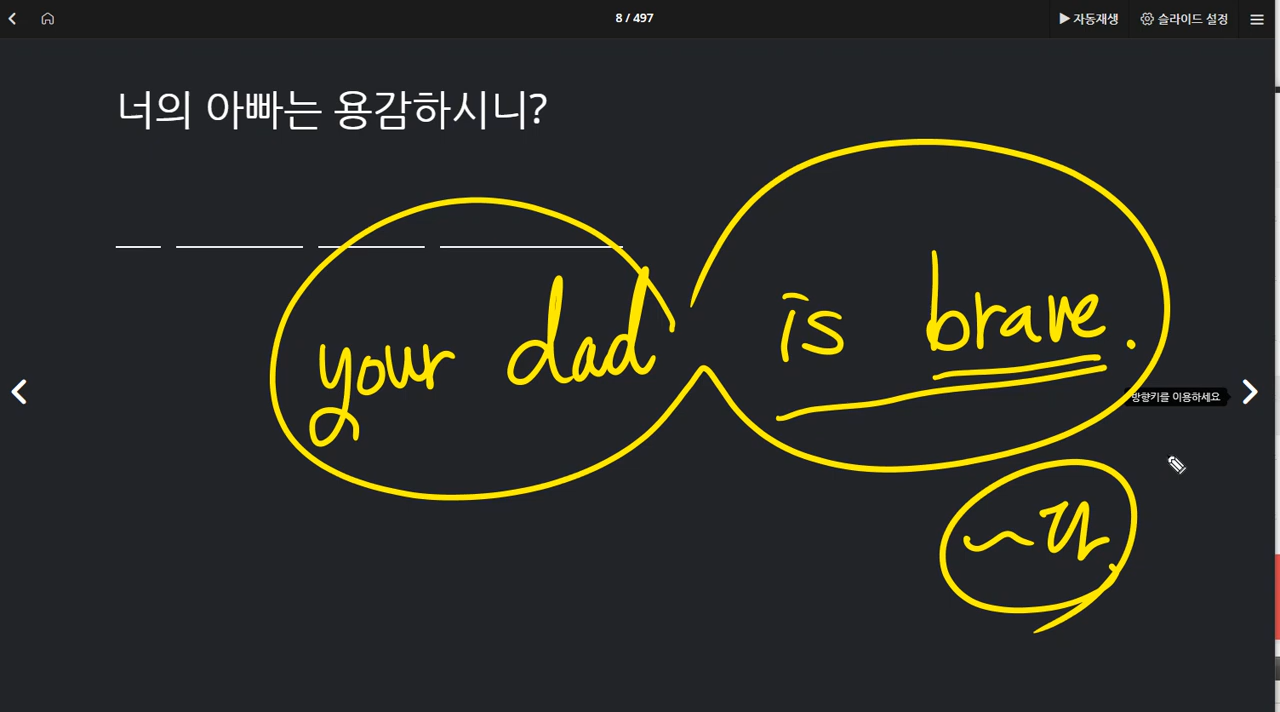 8 / 497
▶ 자동재생
슬라이드 설정
너의 아빠는 용감하시니?
your dad is brave.
방향키를 이용하세요
~다.